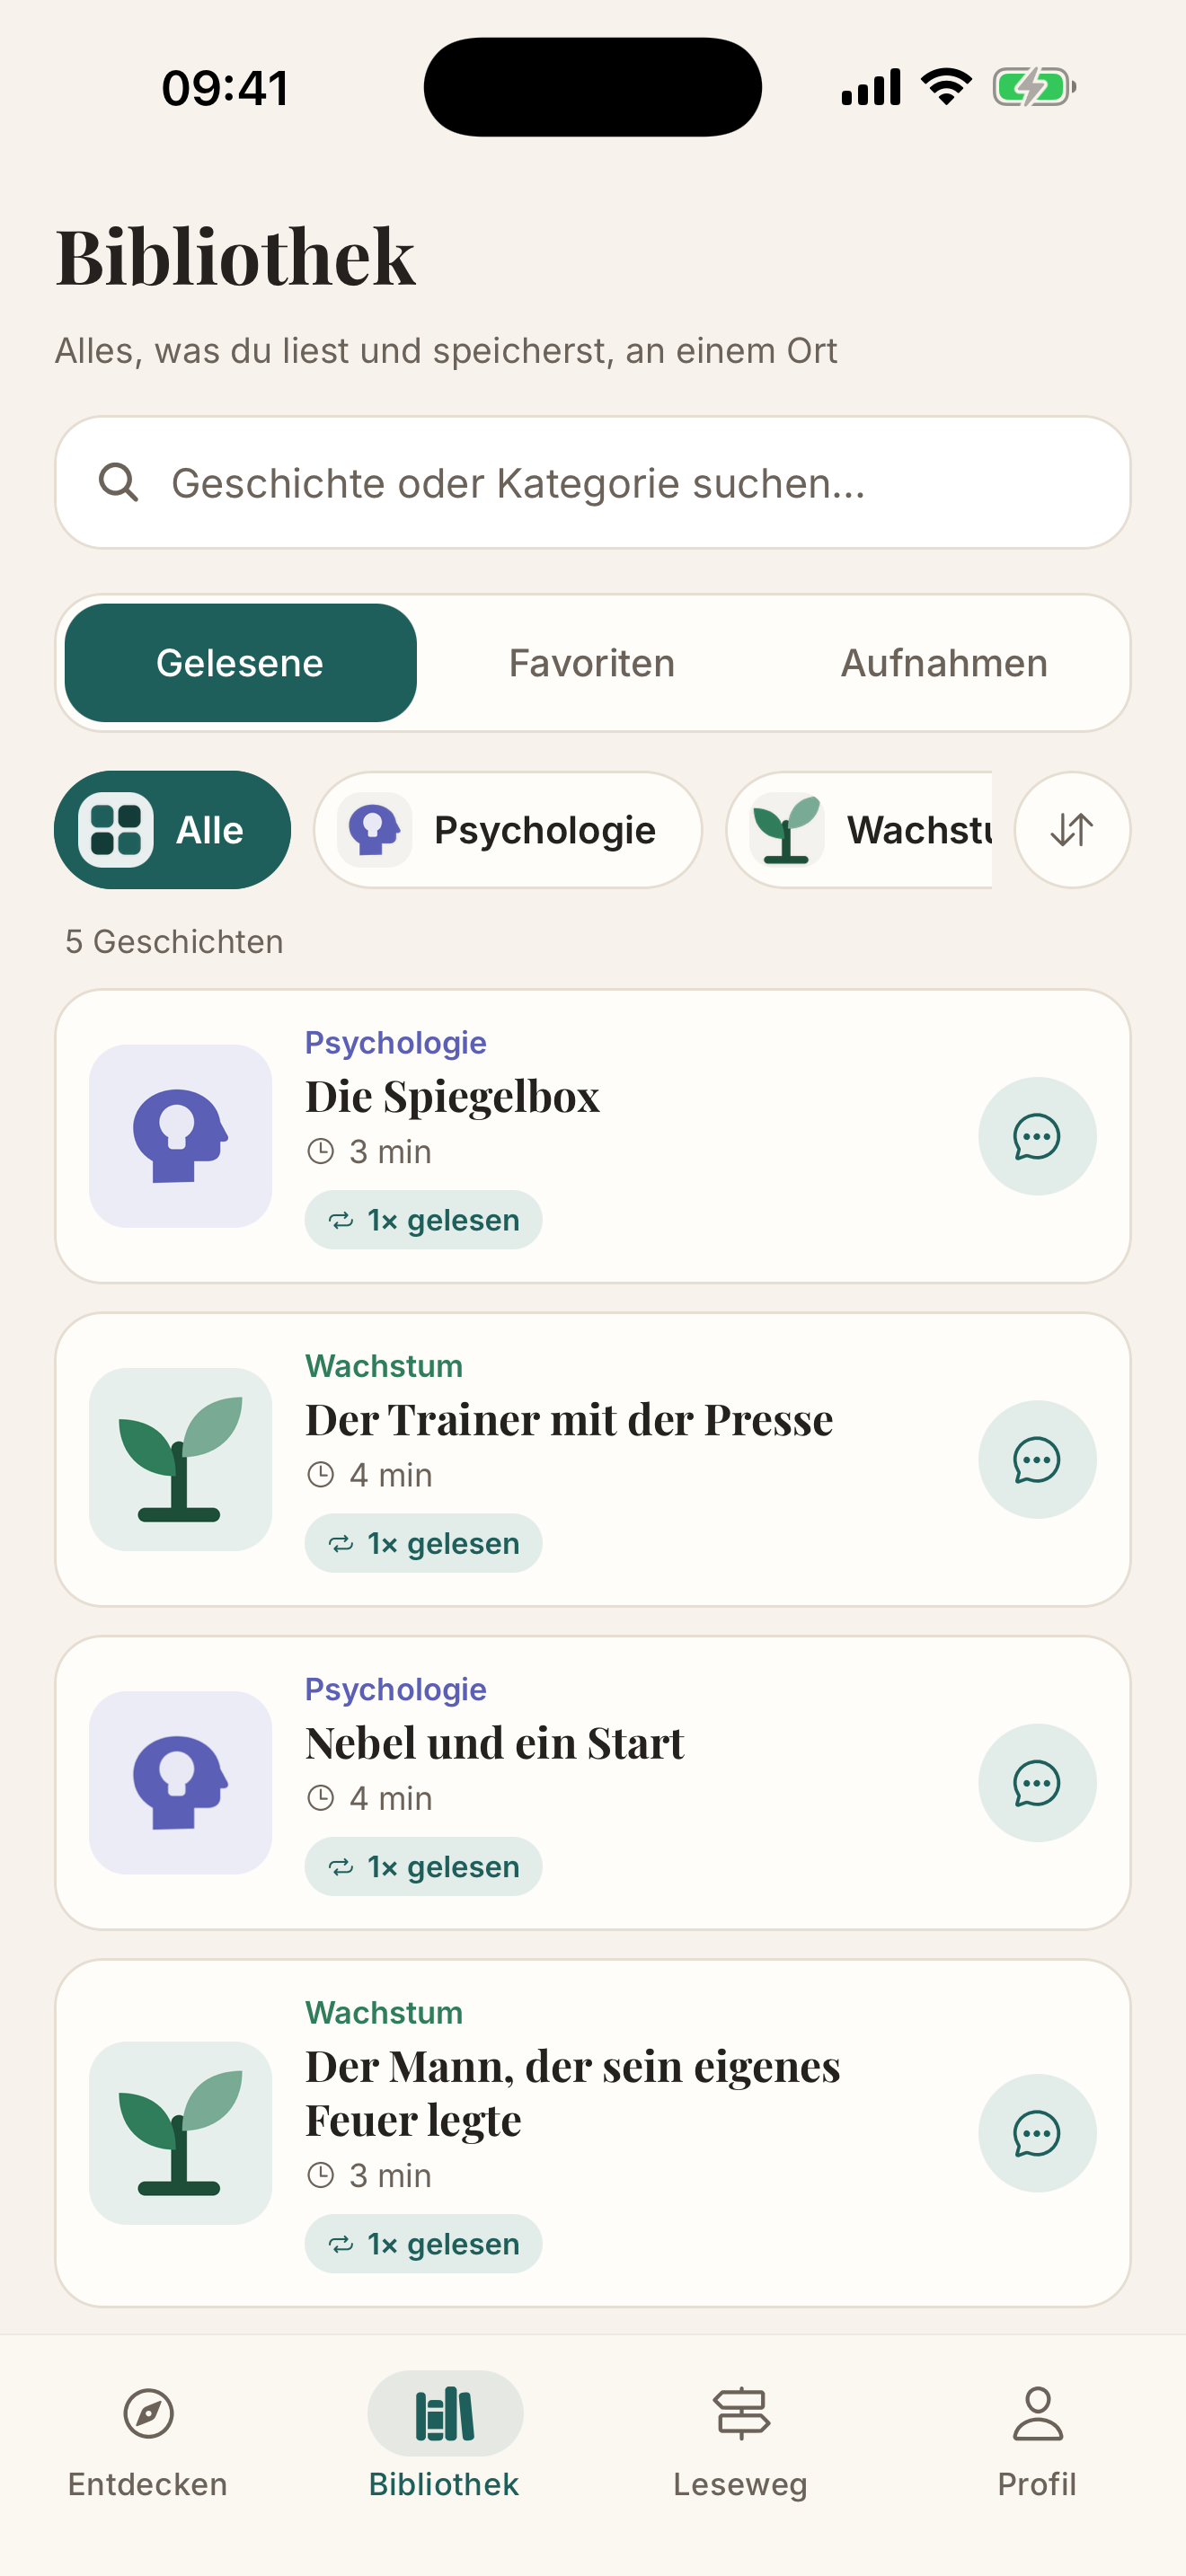 09:41
Bibliothek
Alles, was du liest und speicherst, an einem Ort
Geschichte oder Kategorie suchen...
Gelesene Favoriten Aufnahmen
Alle Psychologie Wachstu
5 Geschichten
Psychologie
Die Spiegelbox
3 min
1× gelesen
Wachstum
Der Trainer mit der Presse
4 min
1× gelesen
Psychologie
Nebel und ein Start
4 min
1× gelesen
Wachstum
Der Mann, der sein eigenes
Feuer legte
3 min
1× gelesen
Entdecken Bibliothek Leseweg Profil